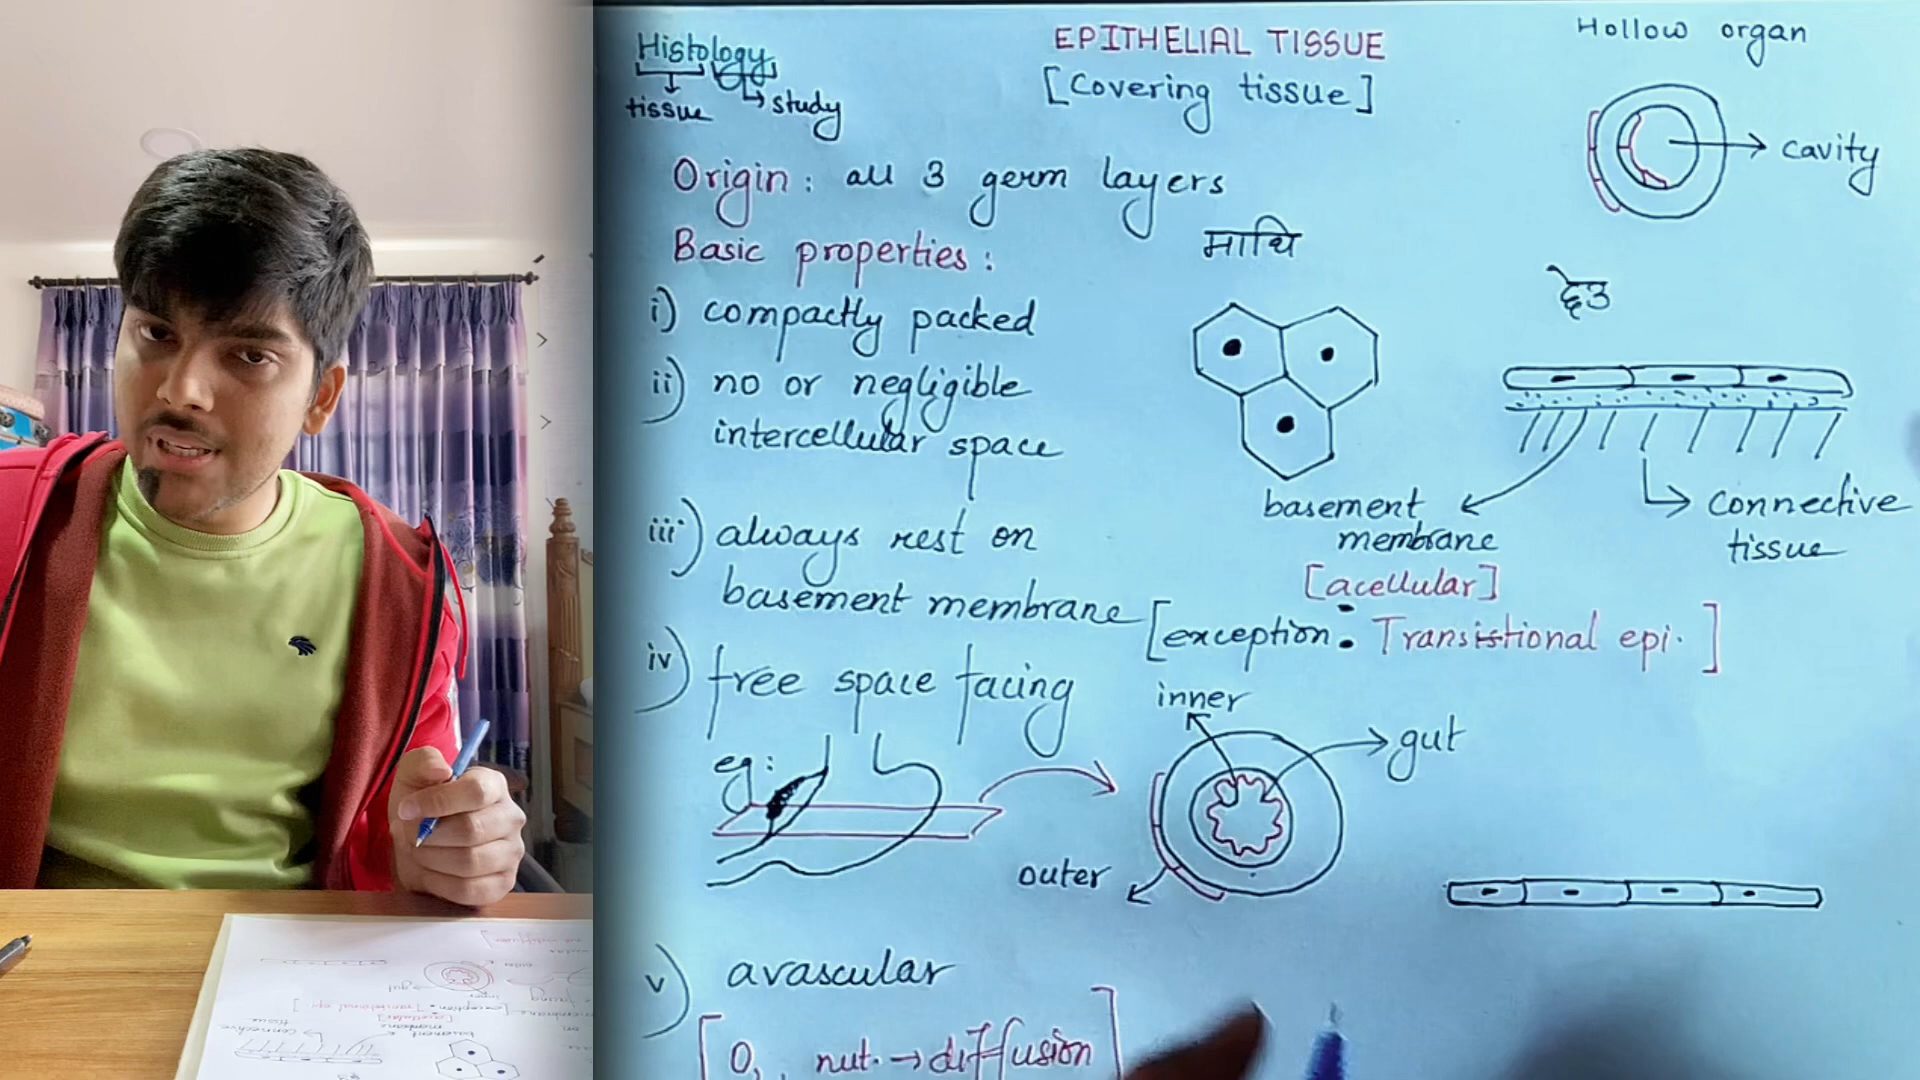 Histology
tissue
study
EPITHELIAL TISSUE
[Covering tissue]
Hollow organ
cavity
Origin: all 3 germ layers
Basic properties:
माथि
देउ
i) compactly packed
ii) no or negligible
intercellular space
basement
membrane
[acellular]
connective
tissue
iii) always rest on
basement membrane [exception: Transistional epi.]
iv) free space facing
eg:
inner
gut
outer
v) avascular
[O₂, nut. → diffusion]